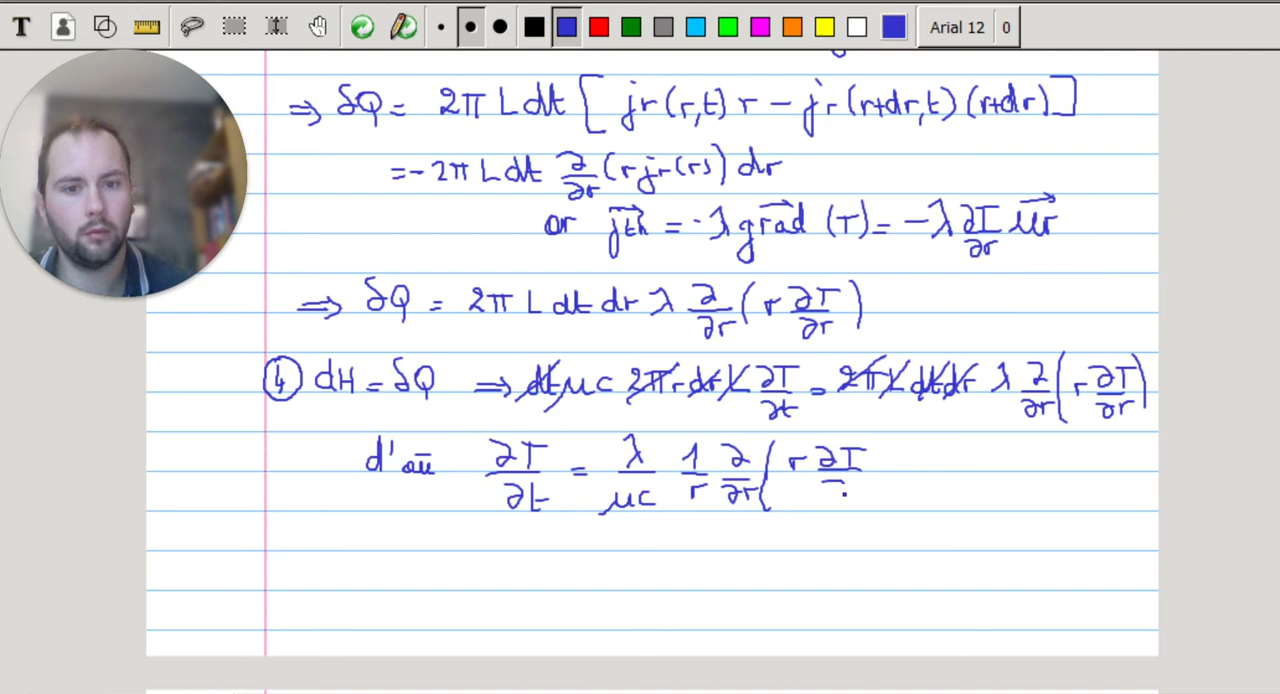 T Arial 12 0
⇒ δQ = 2π L dt [ jr (r,t) r − jr (r+dr,t) (r+dr) ]
= − 2π L dt ∂/∂r (r jr (rs) dr
or j⃗th = −λ grad⃗ (T) = −λ ∂T/∂r u⃗r
⇒ δQ = 2π L dt dr λ ∂/∂r ( r ∂T/∂r )
④ dH = δQ ⇒ dt μc 2π r dr L ∂T/∂t = 2π L dt dr λ ∂/∂r ( r ∂T/∂r )
d'où ∂T/∂t = λ/μc 1/r ∂/∂r ( r ∂T/